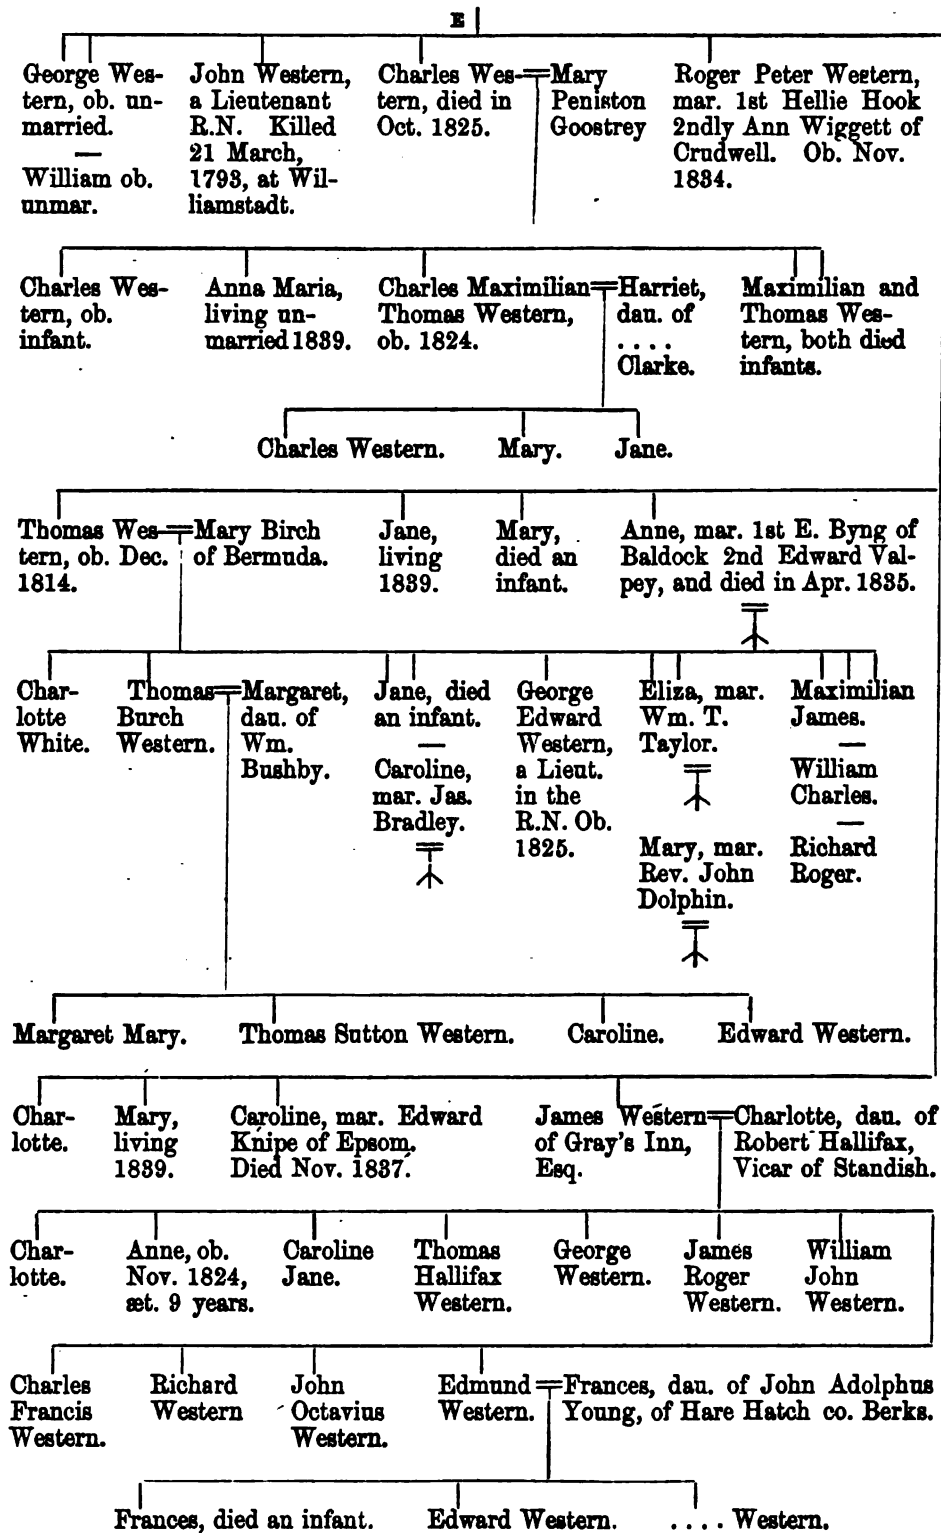 E
George Wes-
tern, ob. un-
married.
—
William ob.
unmar.
John Western,
a Lieutenant
R.N. Killed
21 March,
1793, at Wil-
liamstadt.
Charles Wes-
tern, died in
Oct. 1825.
Mary
Peniston
Goostrey
Roger Peter Western,
mar. 1st Hellie Hook
2ndly Ann Wiggett of
Crudwell. Ob. Nov.
1834.
Charles Wes-
tern, ob.
infant.
Anna Maria,
living un-
married 1839.
Charles Maximilian
Thomas Western,
ob. 1824.
Harriet,
dau. of
....
Clarke.
Maximilian and
Thomas Wes-
tern, both died
infants.
Charles Western.
Mary.
Jane.
Thomas Wes-
tern, ob. Dec.
1814.
Mary Birch
of Bermuda.
Jane,
living
1839.
Mary,
died an
infant.
Anne, mar. 1st E. Byng of
Baldock 2nd Edward Val-
pey, and died in Apr. 1835.
Char-
lotte
White.
Thomas
Burch
Western.
Margaret,
dau. of
Wm.
Bushby.
Jane, died
an infant.
—
Caroline,
mar. Jas.
Bradley.
George
Edward
Western,
a Lieut.
in the
R.N. Ob.
1825.
Eliza, mar.
Wm. T.
Taylor.
Mary, mar.
Rev. John
Dolphin.
Maximilian
James.
—
William
Charles.
—
Richard
Roger.
Margaret Mary.
Thomas Sutton Western.
Caroline.
Edward Western.
Char-
lotte.
Mary,
living
1839.
Caroline, mar. Edward
Knipe of Epsom.
Died Nov. 1837.
James Western
of Gray's Inn,
Esq.
Charlotte, dau. of
Robert Hallifax,
Vicar of Standish.
Char-
lotte.
Anne, ob.
Nov. 1824,
æt. 9 years.
Caroline
Jane.
Thomas
Hallifax
Western.
George
Western.
James
Roger
Western.
William
John
Western.
Charles
Francis
Western.
Richard
Western
John
Octavius
Western.
Edmund
Western.
Frances, dau. of John Adolphus
Young, of Hare Hatch co. Berks.
Frances, died an infant.
Edward Western.
.... Western.